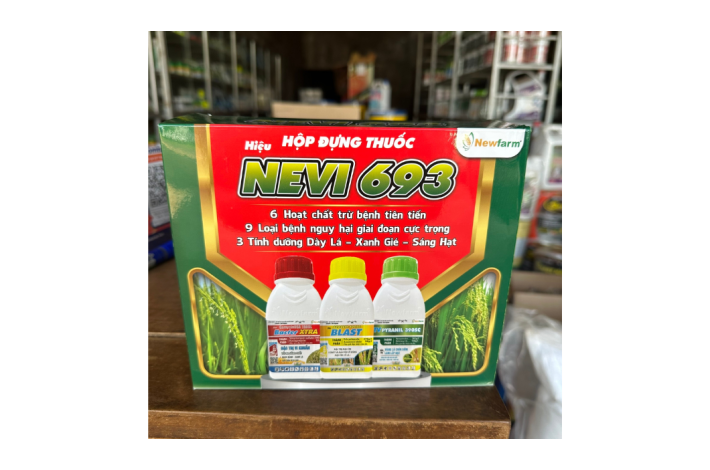 Hiệu HỘP ĐỰNG THUỐC
Newfarm
NEVI 693
6 Hoạt chất trừ bệnh tiên tiến
9 Loại bệnh nguy hại giai đoạn cực trọng
3 Tính dưỡng Dày Lá - Xanh Giè - Sáng Hạt
XTRA
BLAST